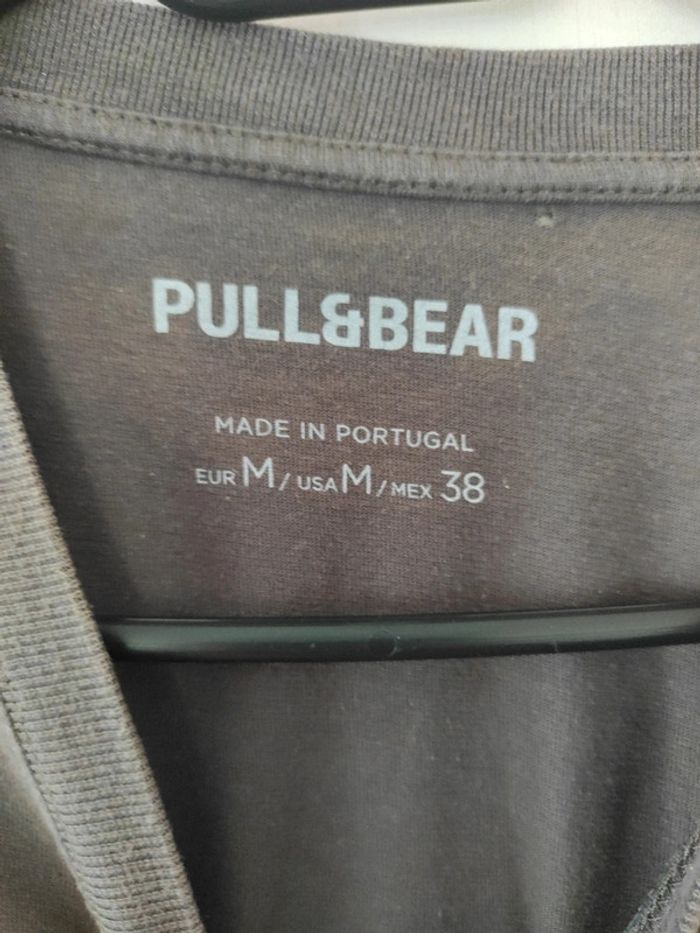 PULL&BEAR
MADE IN PORTUGAL
EUR M/ USA M/ MEX 38